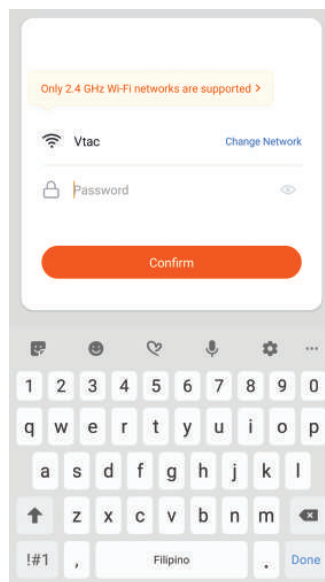 Only 2.4 GHz Wi-Fi networks are supported >
Vtac Change Network
Password
Confirm
1 2 3 4 5 6 7 8 9 0
q w e r t y u i o p
a s d f g h j k l
z x c v b n m
!#1 , Filipino . Done